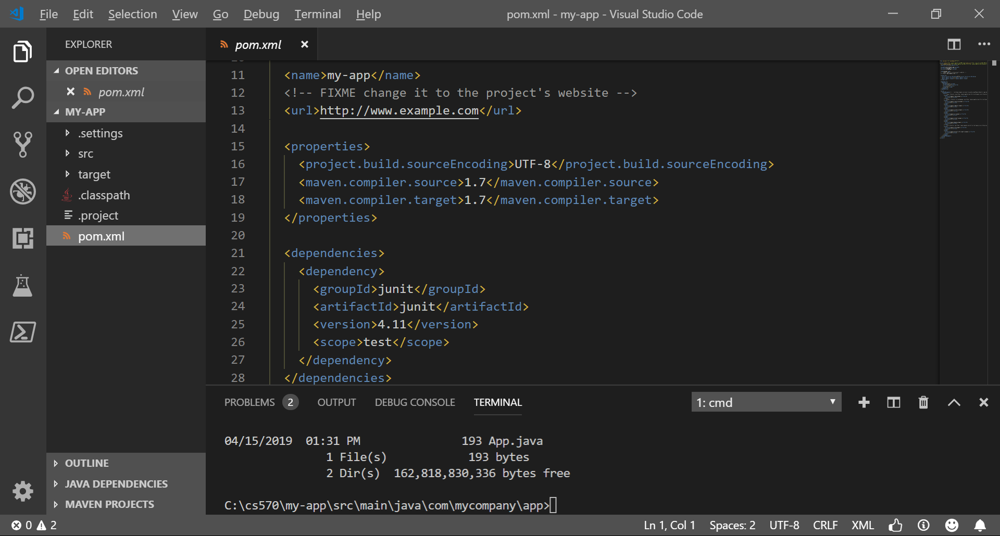 File Edit Selection View Go Debug Terminal Help pom.xml - my-app - Visual Studio Code
EXPLORER
OPEN EDITORS
pom.xml
MY-APP
.settings
src
target
.classpath
.project
pom.xml
OUTLINE
JAVA DEPENDENCIES
MAVEN PROJECTS
pom.xml
11 <name>my-app</name>
12 <!-- FIXME change it to the project's website -->
13 <url>http://www.example.com</url>
14
15 <properties>
16 <project.build.sourceEncoding>UTF-8</project.build.sourceEncoding>
17 <maven.compiler.source>1.7</maven.compiler.source>
18 <maven.compiler.target>1.7</maven.compiler.target>
19 </properties>
20
21 <dependencies>
22 <dependency>
23 <groupId>junit</groupId>
24 <artifactId>junit</artifactId>
25 <version>4.11</version>
26 <scope>test</scope>
27 </dependency>
28 </dependencies>
PROBLEMS 2 OUTPUT DEBUG CONSOLE TERMINAL 1: cmd
04/15/2019 01:31 PM 193 App.java
1 File(s) 193 bytes
2 Dir(s) 162,818,830,336 bytes free
C:\cs570\my-app\src\main\java\com\mycompany\app>
0 2 Ln 1, Col 1 Spaces: 2 UTF-8 CRLF XML